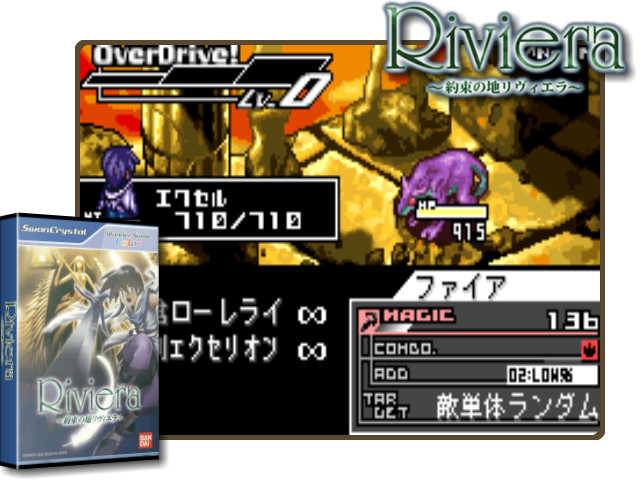 Riviera
～約束の地リヴィエラ～
OverDrive!
Lv. 0
エクセル
710/710
HP
915
ファイア
ローレライ ∞
エクセリオン ∞
MAGIC 136
COMBO.
ADD 02:LOW%
TARGET 敵単体ランダム
SwanCrystal
WonderSwan
Riviera
～約束の地リヴィエラ～
BANDAI